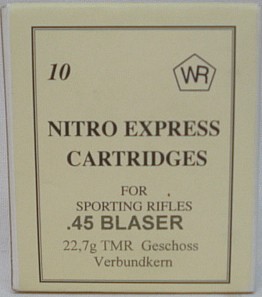 10
WR
NITRO EXPRESS
CARTRIDGES
FOR
SPORTING RIFLES
.45 BLASER
22,7g TMR Geschoss
Verbundkern